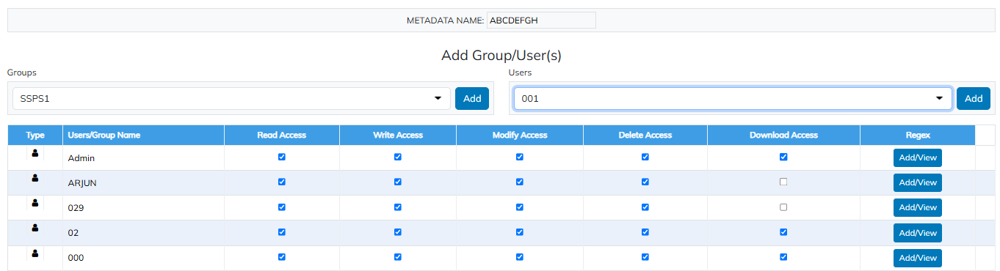 METADATA NAME: ABCDEFGH
Add Group/User(s)
Groups
Users
SSPS1 Add
001 Add
Type Users/Group Name Read Access Write Access Modify Access Delete Access Download Access Regex
Admin Add/View
ARJUN Add/View
029 Add/View
02 Add/View
000 Add/View